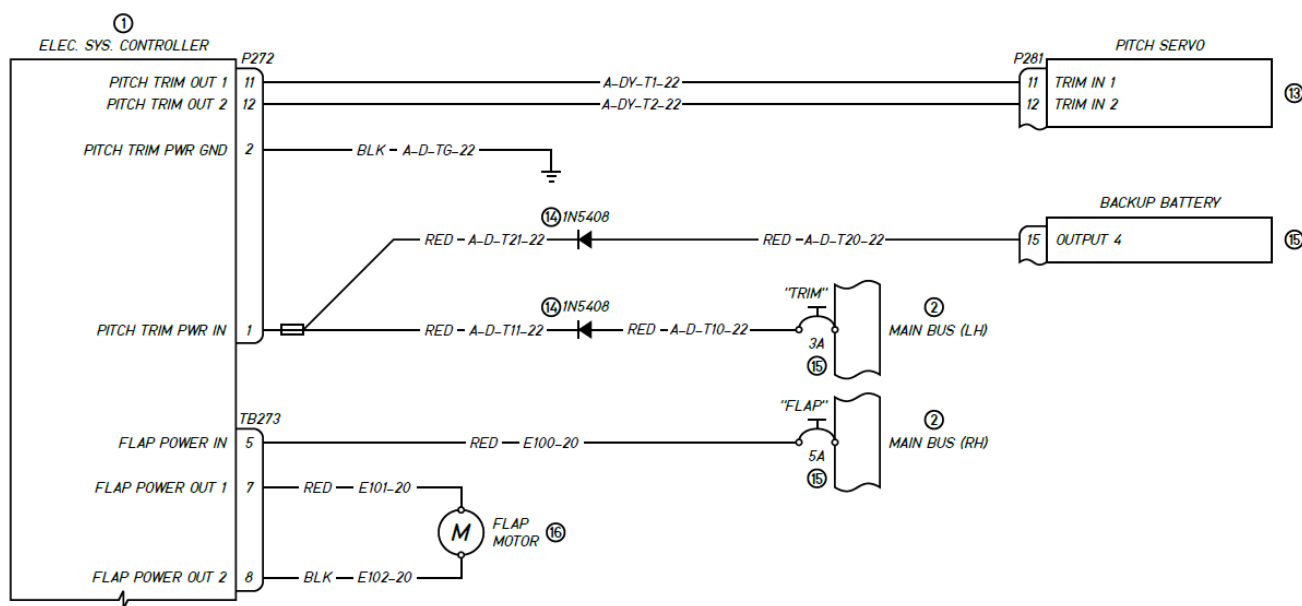 1
ELEC. SYS. CONTROLLER
P272
PITCH TRIM OUT 1 11 A-DY-T1-22
PITCH TRIM OUT 2 12 A-DY-T2-22
PITCH SERVO
P281
11 TRIM IN 1
12 TRIM IN 2
13
PITCH TRIM PWR GND 2 BLK - A-D-TG-22
14 1N5408
RED - A-D-T21-22 RED - A-D-T20-22
BACKUP BATTERY
15 OUTPUT 4
15
PITCH TRIM PWR IN 1
14 1N5408
RED - A-D-T11-22 RED - A-D-T10-22
"TRIM"
3A
15
2
MAIN BUS (LH)
TB273
FLAP POWER IN 5 RED - E100-20
"FLAP"
5A
15
2
MAIN BUS (RH)
FLAP POWER OUT 1 7 RED - E101-20
M
FLAP
MOTOR 16
FLAP POWER OUT 2 8 BLK - E102-20